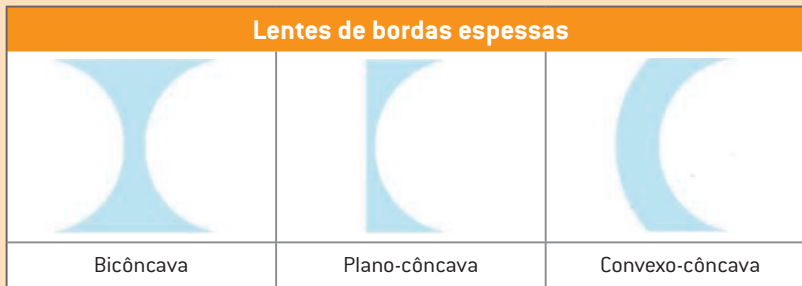 Lentes de bordas espessas
Bicôncava
Plano-côncava
Convexo-côncava